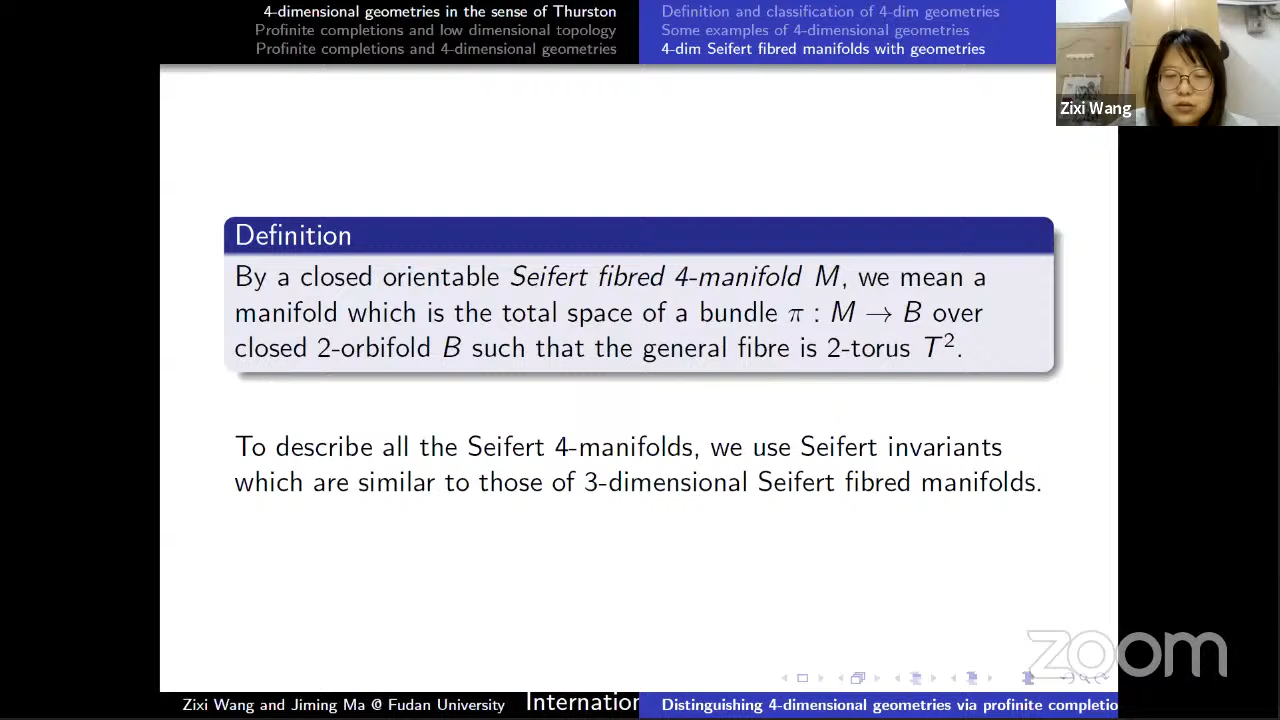 4-dimensional geometries in the sense of Thurston
Profinite completions and low dimensional topology
Profinite completions and 4-dimensional geometries
Definition and classification of 4-dim geometries
Some examples of 4-dimensional geometries
4-dim Seifert fibred manifolds with geometries
Zixi Wang
Definition
By a closed orientable Seifert fibred 4-manifold M, we mean a
manifold which is the total space of a bundle π : M → B over
closed 2-orbifold B such that the general fibre is 2-torus T².
To describe all the Seifert 4-manifolds, we use Seifert invariants
which are similar to those of 3-dimensional Seifert fibred manifolds.
zoom
Zixi Wang and Jiming Ma @ Fudan University
Internation
Distinguishing 4-dimensional geometries via profinite completio